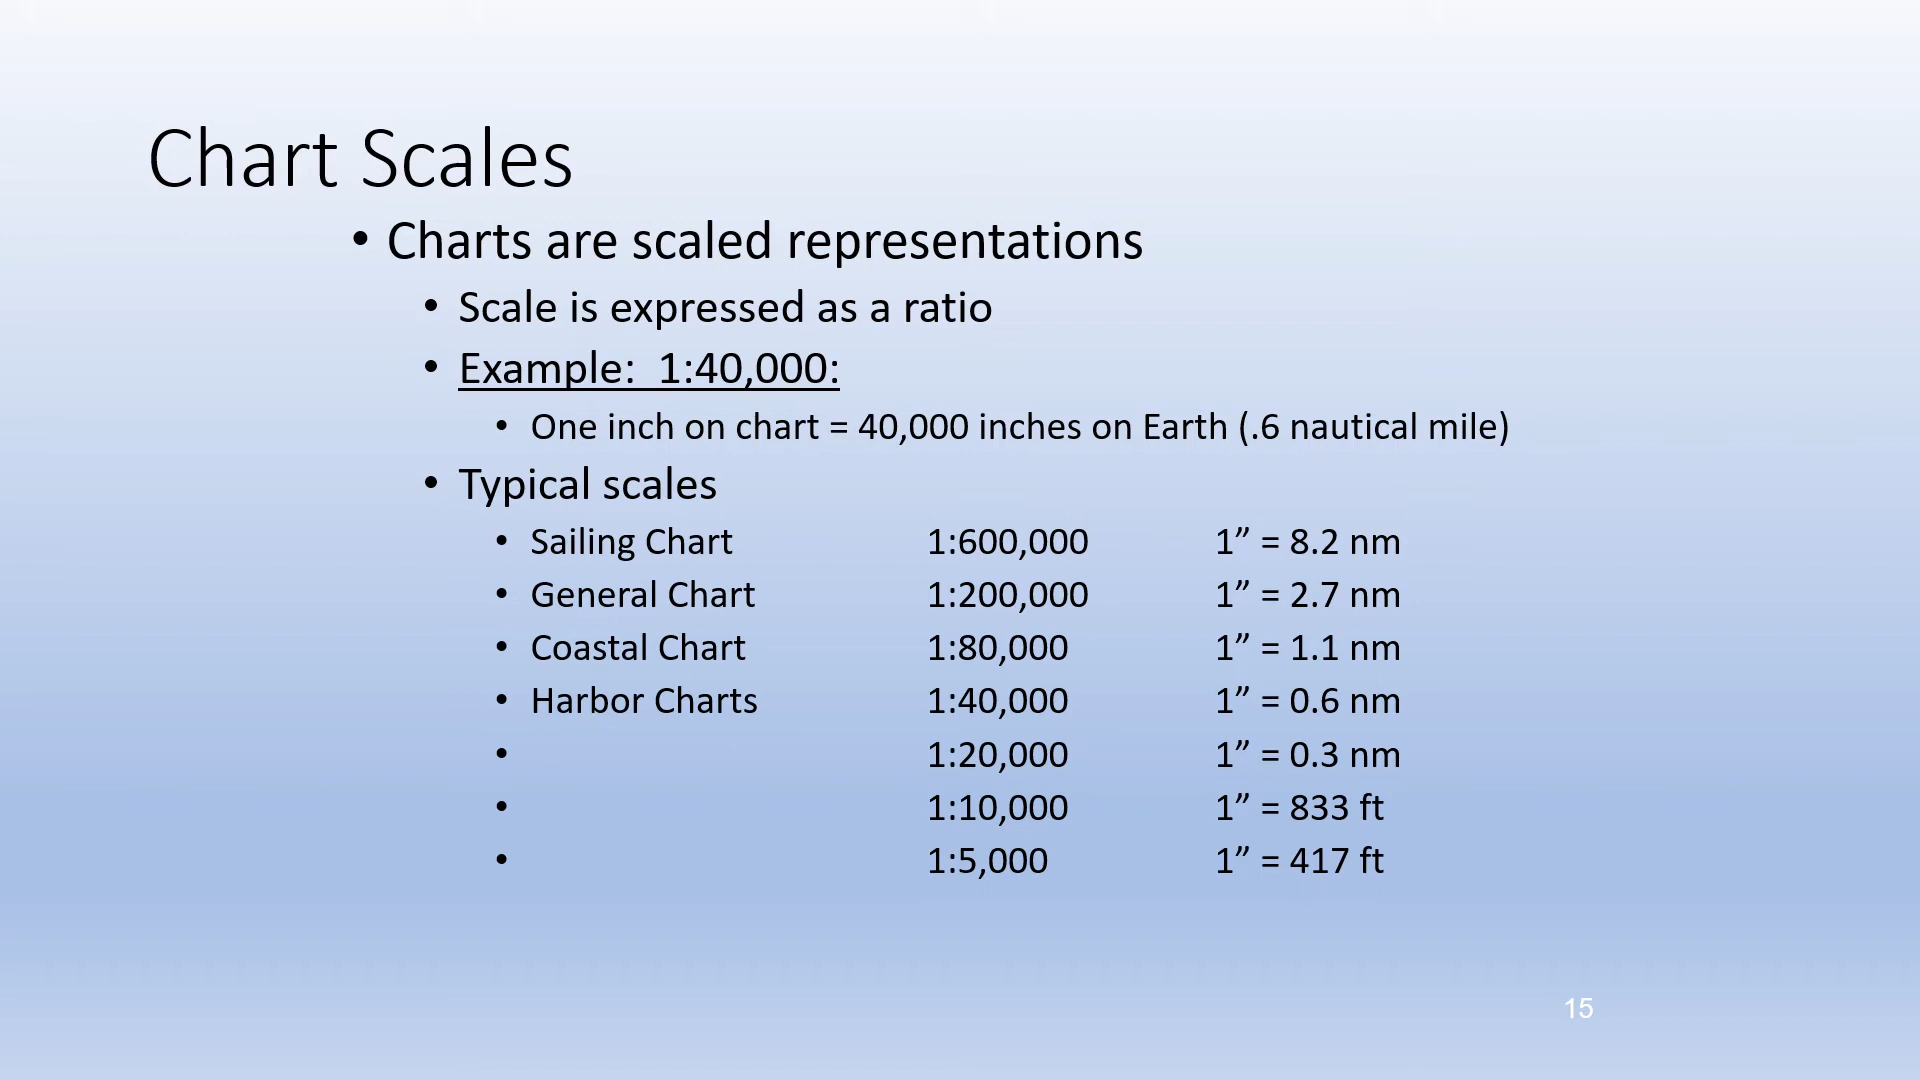 Chart Scales
• Charts are scaled representations
• Scale is expressed as a ratio
• Example:  1:40,000:
• One inch on chart = 40,000 inches on Earth (.6 nautical mile)
• Typical scales
• Sailing Chart 1:600,000 1” = 8.2 nm
• General Chart 1:200,000 1” = 2.7 nm
• Coastal Chart 1:80,000 1” = 1.1 nm
• Harbor Charts 1:40,000 1” = 0.6 nm
• 1:20,000 1” = 0.3 nm
• 1:10,000 1” = 833 ft
• 1:5,000 1” = 417 ft
15